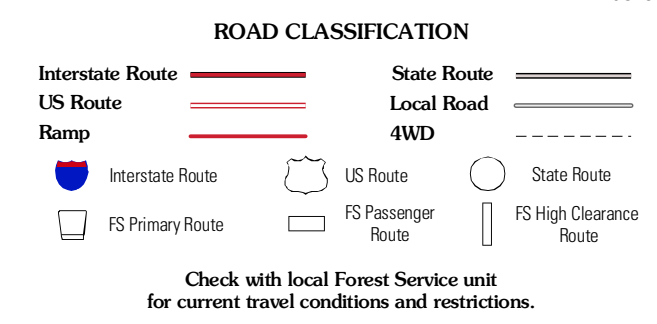 ROAD CLASSIFICATION
Interstate Route
State Route
US Route
Local Road
Ramp
4WD
Interstate Route
US Route
State Route
FS Primary Route
FS Passenger
Route
FS High Clearance
Route
Check with local Forest Service unit
for current travel conditions and restrictions.